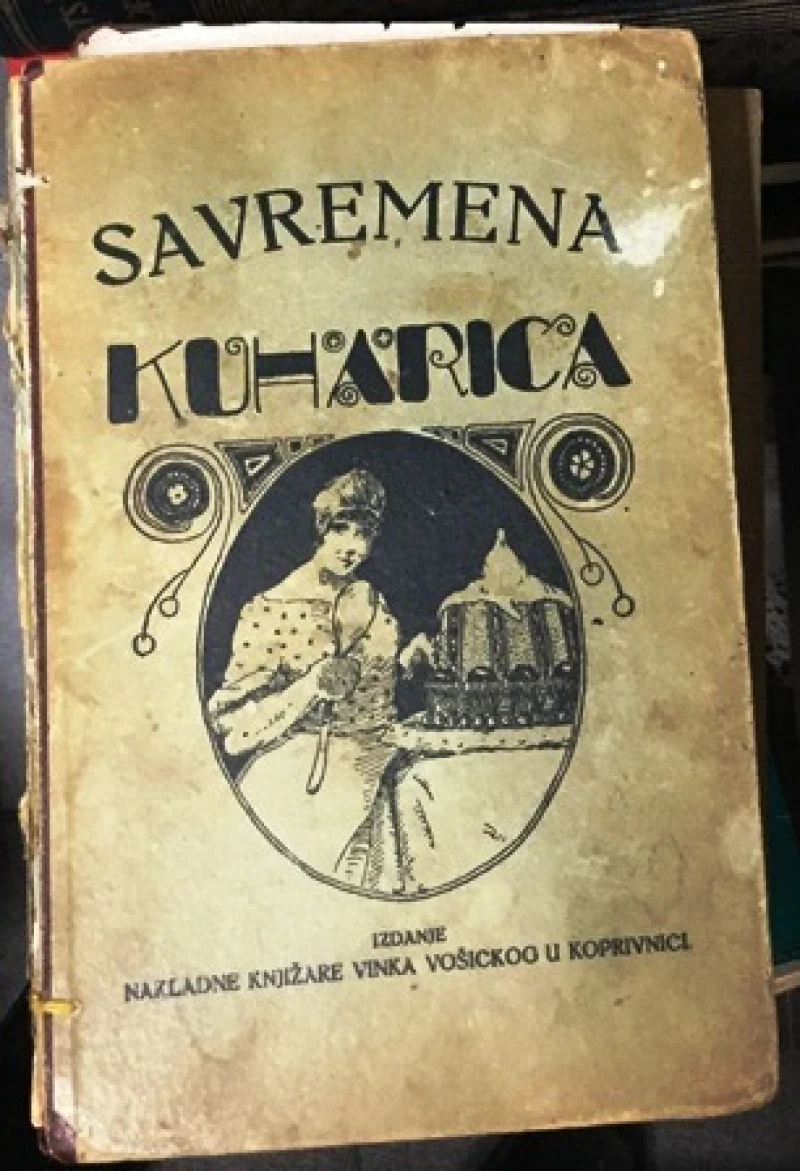 SAVREMENA
KUHARICA
IZDANJE
NAKLADNE KNJIŽARE VINKA VOŠICKOG U KOPRIVNICI.